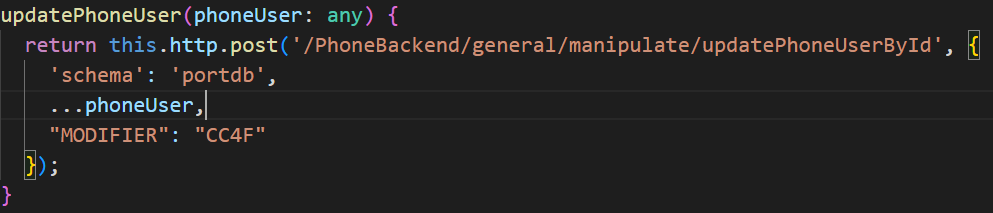 updatePhoneUser(phoneUser: any) {
return this.http.post('/PhoneBackend/general/manipulate/updatePhoneUserById', {
'schema': 'portdb',
...phoneUser,
"MODIFIER": "CC4F"
});
}